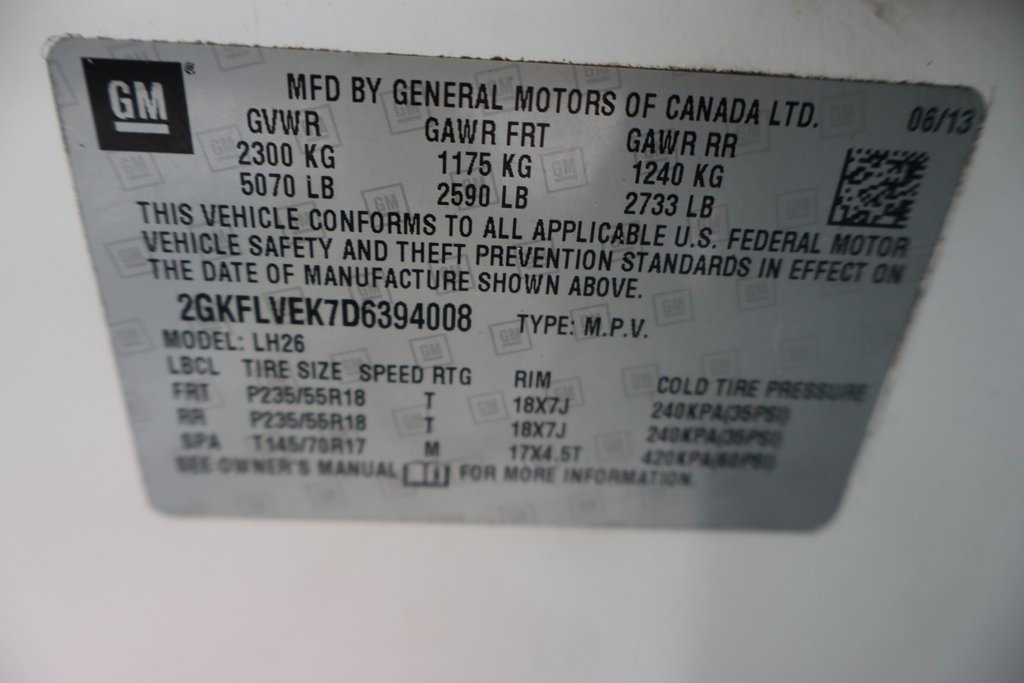 GM
MFD BY GENERAL MOTORS OF CANADA LTD. 06/13
GVWR GAWR FRT GAWR RR
2300 KG 1175 KG 1240 KG
5070 LB 2590 LB 2733 LB
THIS VEHICLE CONFORMS TO ALL APPLICABLE U.S. FEDERAL MOTOR
VEHICLE SAFETY AND THEFT PREVENTION STANDARDS IN EFFECT ON
THE DATE OF MANUFACTURE SHOWN ABOVE.
2GKFLVEK7D6394008 TYPE: M.P.V.
MODEL: LH26
LBCL TIRE SIZE SPEED RTG RIM COLD TIRE PRESSURE
FRT P235/55R18 T 18X7J 240KPA(35PSI)
RR P235/55R18 T 18X7J 240KPA(35PSI)
SPA T145/70R17 M 17X4.5T 420KPA(60PSI)
SEE OWNER'S MANUAL FOR MORE INFORMATION.